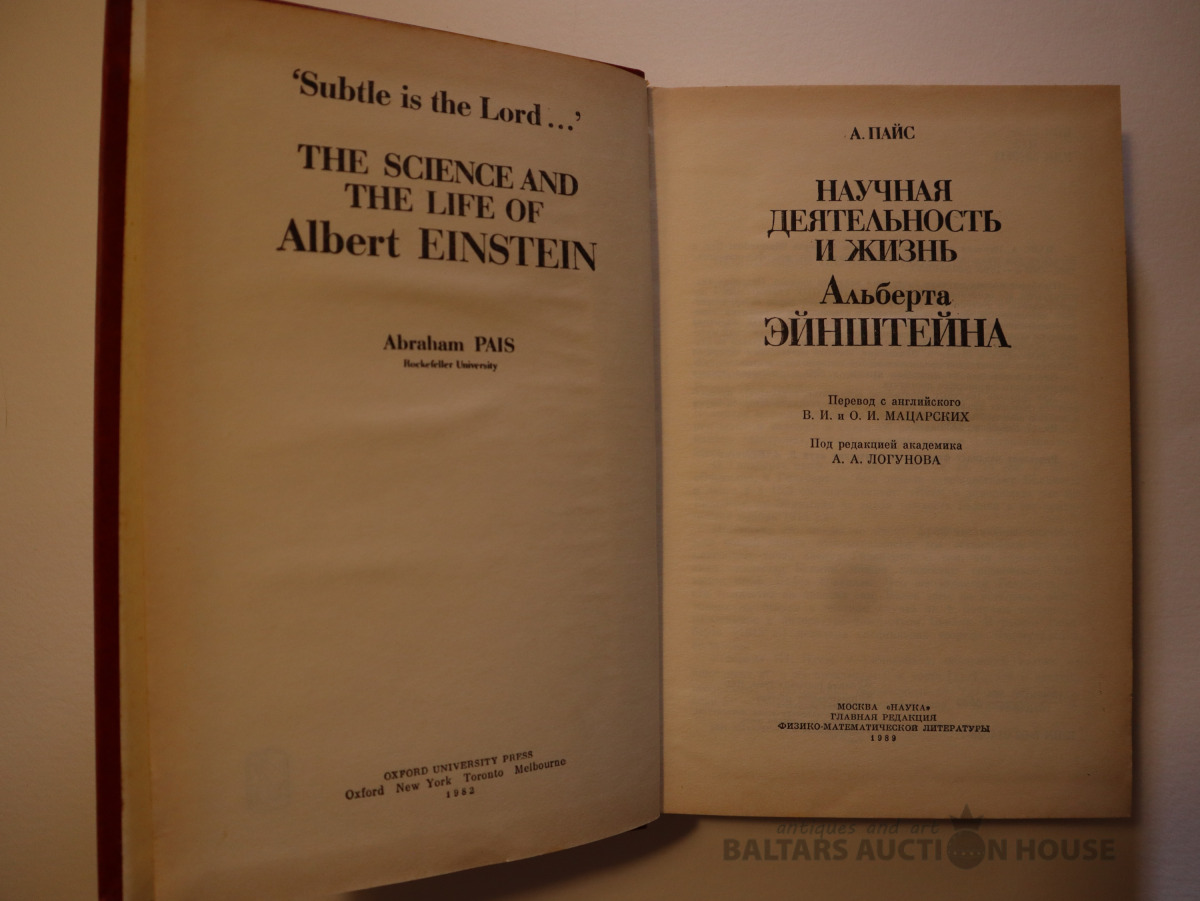 ‘Subtle is the Lord ...’
THE SCIENCE AND
THE LIFE OF
Albert EINSTEIN
Abraham PAIS
Rockefeller University
OXFORD UNIVERSITY PRESS
Oxford New York Toronto Melbourne
1982
А. ПАЙС
НАУЧНАЯ
ДЕЯТЕЛЬНОСТЬ
И ЖИЗНЬ
Альберта
ЭЙНШТЕЙНА
Перевод с английского
В. И. и О. И. МАЦАРСКИХ
Под редакцией академика
А. А. ЛОГУНОВА
МОСКВА «НАУКА»
ГЛАВНАЯ РЕДАКЦИЯ
ФИЗИКО-МАТЕМАТИЧЕСКОЙ ЛИТЕРАТУРЫ
1989
antiques and art
BALTARS AUCTION HOUSE